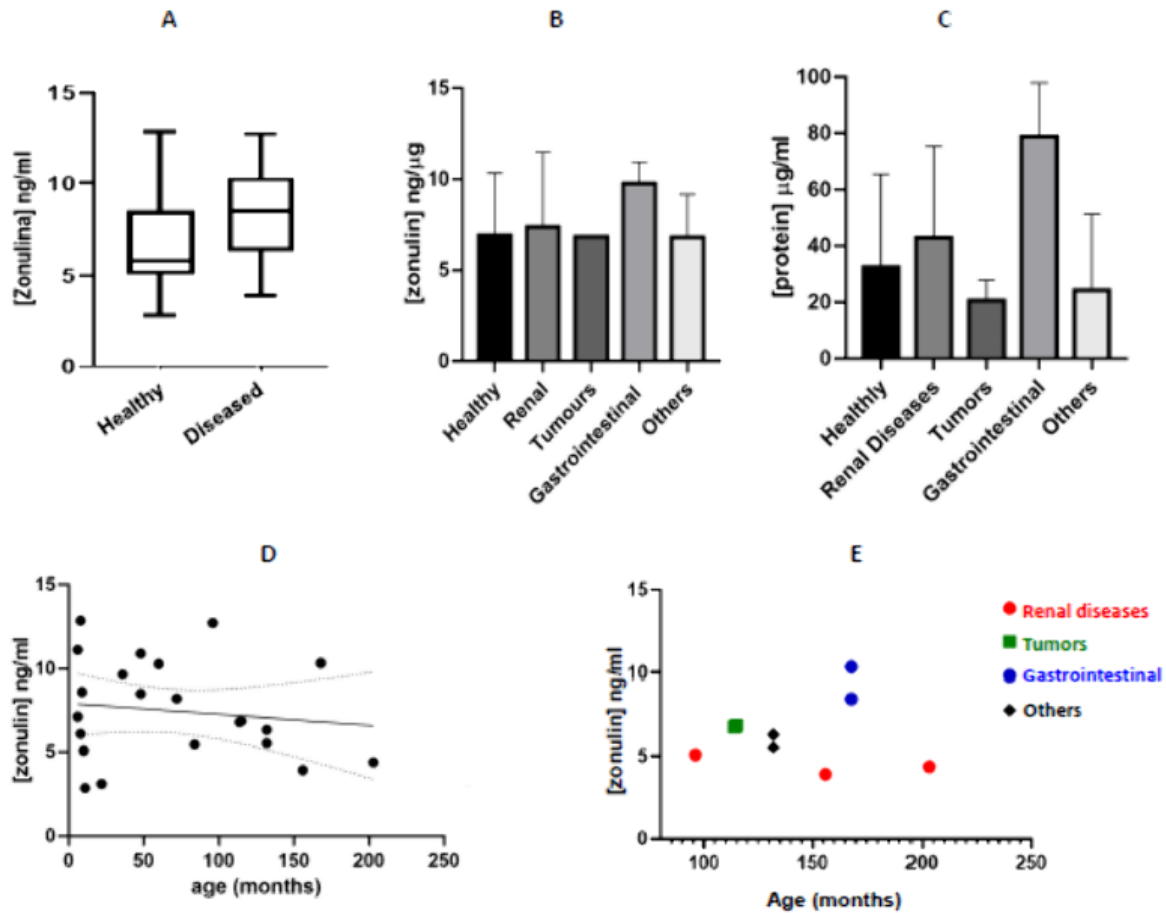 A
[Zonulina] ng/ml
15
10
5
0
Healthy
Diseased
B
[zonulin] ng/μg
15
10
5
0
Healthy
Renal
Tumours
Gastrointestinal
Others
C
[protein] μg/ml
100
80
60
40
20
0
Healthly
Renal Diseases
Tumors
Gastrointestinal
Others
D
[zonulin] ng/ml
15
10
5
0
0 50 100 150 200 250
age (months)
E
[zonulin] ng/ml
15
10
5
0
100 150 200 250
Age (months)
Renal diseases
Tumors
Gastrointestinal
Others